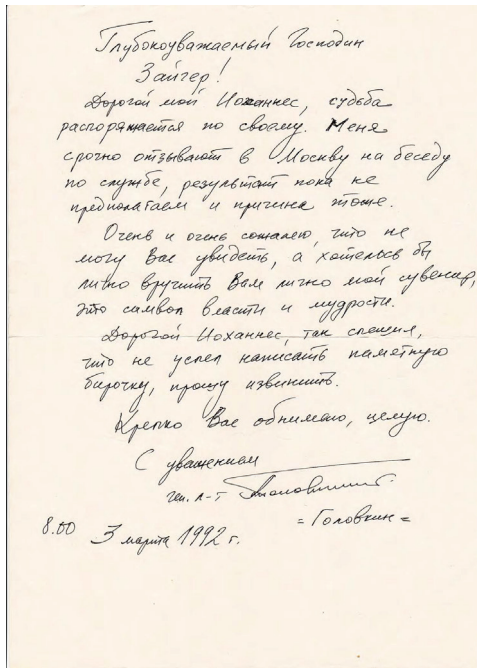 Глубокоуважаемый Господин
Зайгер!
Дорогой мой Иоханнес, судьба
распоряжается по своему. Меня
срочно отзывают в Москву на беседу
по службе, результат пока не
предполагаем и причина тоже.
Очень и очень сожалею, что не
могу Вас увидеть, а хотелось бы
лично вручить Вам лично мой сувенир,
это символ власти и мудрости.
Дорогой Иоханнес, так спешил,
что не успел написать памятную
бирочку, прошу извинить.
Крепко Вас обнимаю, целую.
С уважением
ген. л-т
=Головкин=
8.00 3 марта 1992 г.